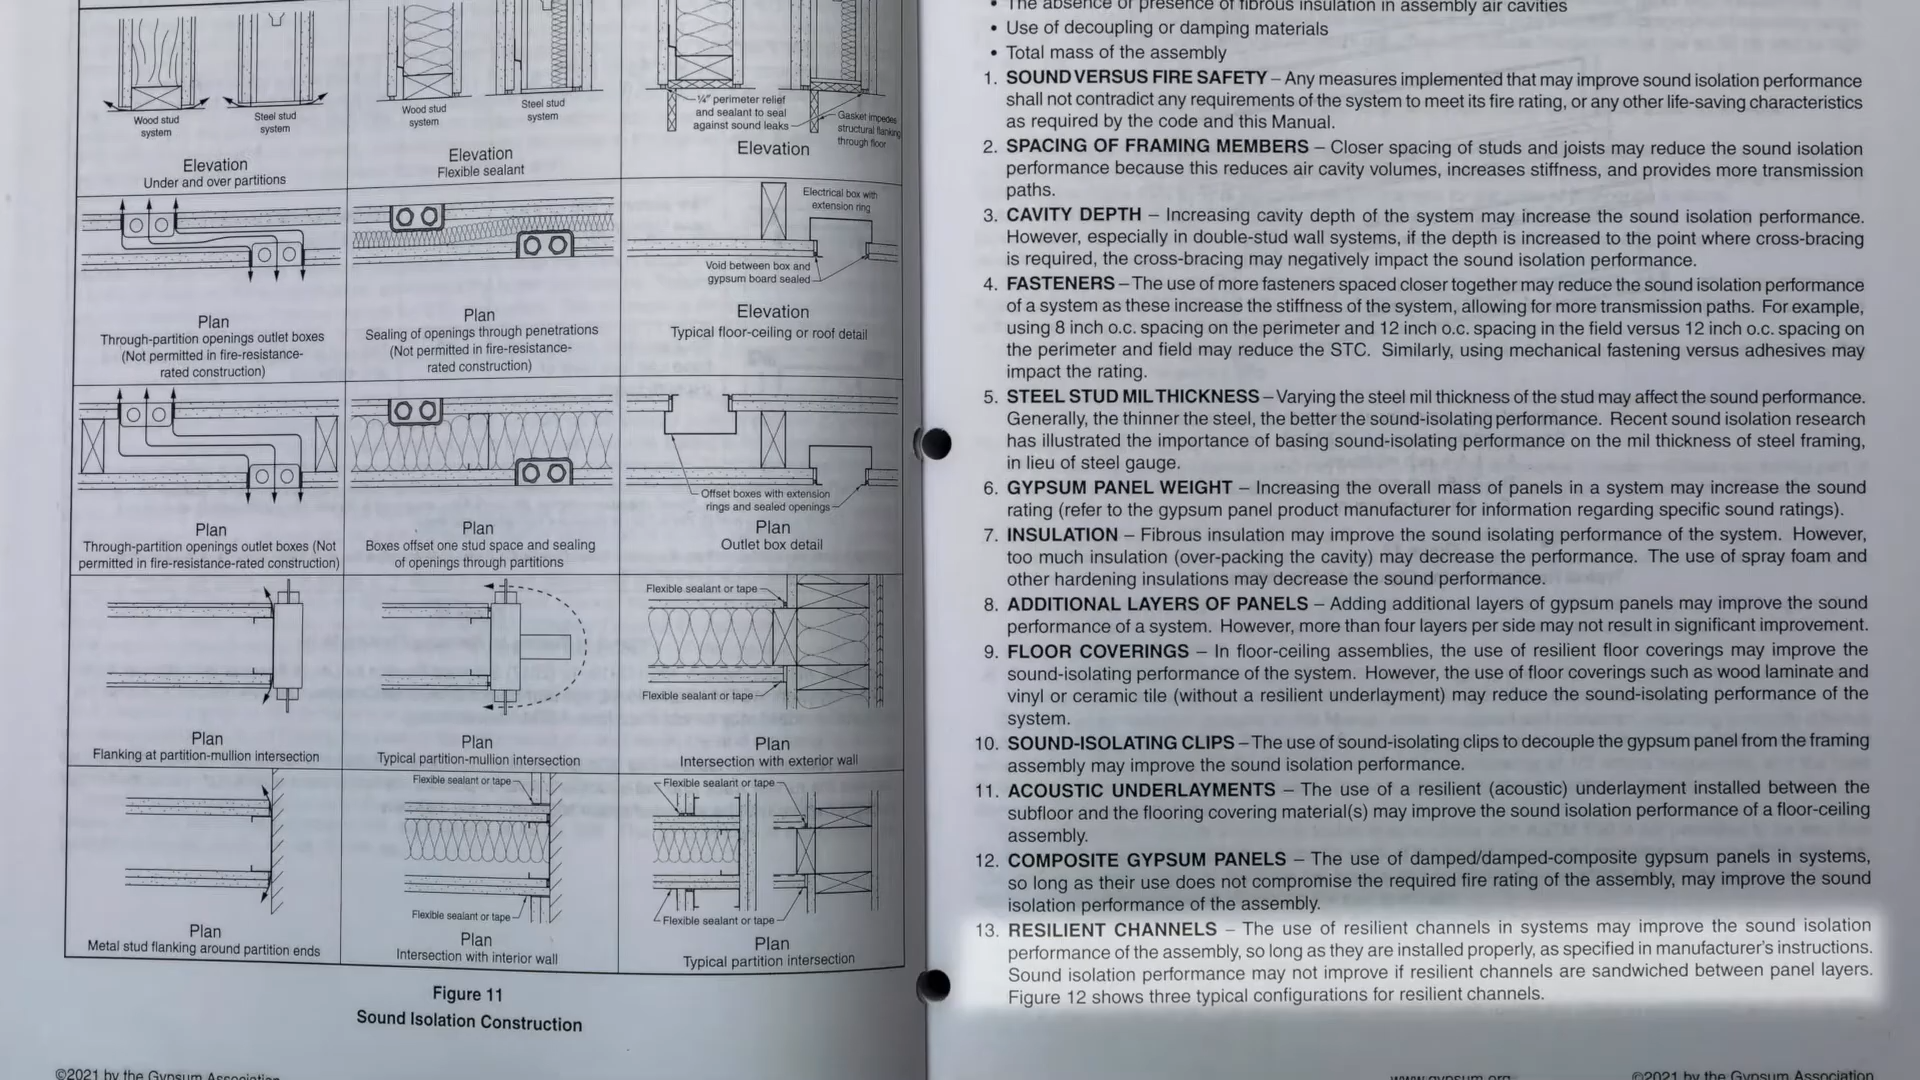 Wood stud
system
Steel stud
system
Elevation
Under and over partitions
Wood stud
system
Steel stud
system
Elevation
Flexible sealant
¼" perimeter relief
and sealant to seal
against sound leaks
Gasket impedes
structural flanking
through floor
Elevation
Plan
Through-partition openings outlet boxes
(Not permitted in fire-resistance-
rated construction)
Plan
Sealing of openings through penetrations
(Not permitted in fire-resistance-
rated construction)
Electrical box with
extension ring
Void between box and
gypsum board sealed
Elevation
Typical floor-ceiling or roof detail
Plan
Through-partition openings outlet boxes (Not
permitted in fire-resistance-rated construction)
Plan
Boxes offset one stud space and sealing
of openings through partitions
Offset boxes with extension
rings and sealed openings
Plan
Outlet box detail
Plan
Flanking at partition-mullion intersection
Plan
Typical partition-mullion intersection
Flexible sealant or tape
Flexible sealant or tape
Plan
Intersection with exterior wall
Plan
Metal stud flanking around partition ends
Flexible sealant or tape
Flexible sealant or tape
Plan
Intersection with interior wall
Flexible sealant or tape
Flexible sealant or tape
Plan
Typical partition intersection
Figure 11
Sound Isolation Construction
©2021 by the Gypsum Association
• The absence or presence of fibrous insulation in assembly air cavities
• Use of decoupling or damping materials
• Total mass of the assembly
1. SOUND VERSUS FIRE SAFETY – Any measures implemented that may improve sound isolation performance
shall not contradict any requirements of the system to meet its fire rating, or any other life-saving characteristics
as required by the code and this Manual.
2. SPACING OF FRAMING MEMBERS – Closer spacing of studs and joists may reduce the sound isolation
performance because this reduces air cavity volumes, increases stiffness, and provides more transmission
paths.
3. CAVITY DEPTH – Increasing cavity depth of the system may increase the sound isolation performance.
However, especially in double-stud wall systems, if the depth is increased to the point where cross-bracing
is required, the cross-bracing may negatively impact the sound isolation performance.
4. FASTENERS – The use of more fasteners spaced closer together may reduce the sound isolation performance
of a system as these increase the stiffness of the system, allowing for more transmission paths. For example,
using 8 inch o.c. spacing on the perimeter and 12 inch o.c. spacing in the field versus 12 inch o.c. spacing on
the perimeter and field may reduce the STC. Similarly, using mechanical fastening versus adhesives may
impact the rating.
5. STEEL STUD MIL THICKNESS – Varying the steel mil thickness of the stud may affect the sound performance.
Generally, the thinner the steel, the better the sound-isolating performance. Recent sound isolation research
has illustrated the importance of basing sound-isolating performance on the mil thickness of steel framing,
in lieu of steel gauge.
6. GYPSUM PANEL WEIGHT – Increasing the overall mass of panels in a system may increase the sound
rating (refer to the gypsum panel product manufacturer for information regarding specific sound ratings).
7. INSULATION – Fibrous insulation may improve the sound isolating performance of the system. However,
too much insulation (over-packing the cavity) may decrease the performance. The use of spray foam and
other hardening insulations may decrease the sound performance.
8. ADDITIONAL LAYERS OF PANELS – Adding additional layers of gypsum panels may improve the sound
performance of a system. However, more than four layers per side may not result in significant improvement.
9. FLOOR COVERINGS – In floor-ceiling assemblies, the use of resilient floor coverings may improve the
sound-isolating performance of the system. However, the use of floor coverings such as wood laminate and
vinyl or ceramic tile (without a resilient underlayment) may reduce the sound-isolating performance of the
system.
10. SOUND-ISOLATING CLIPS – The use of sound-isolating clips to decouple the gypsum panel from the framing
assembly may improve the sound isolation performance.
11. ACOUSTIC UNDERLAYMENTS – The use of a resilient (acoustic) underlayment installed between the
subfloor and the flooring covering material(s) may improve the sound isolation performance of a floor-ceiling
assembly.
12. COMPOSITE GYPSUM PANELS – The use of damped/damped-composite gypsum panels in systems,
so long as their use does not compromise the required fire rating of the assembly, may improve the sound
isolation performance of the assembly.
13. RESILIENT CHANNELS – The use of resilient channels in systems may improve the sound isolation
performance of the assembly, so long as they are installed properly, as specified in manufacturer's instructions.
Sound isolation performance may not improve if resilient channels are sandwiched between panel layers.
Figure 12 shows three typical configurations for resilient channels.
www.gypsum.org
©2021 by the Gypsum Association